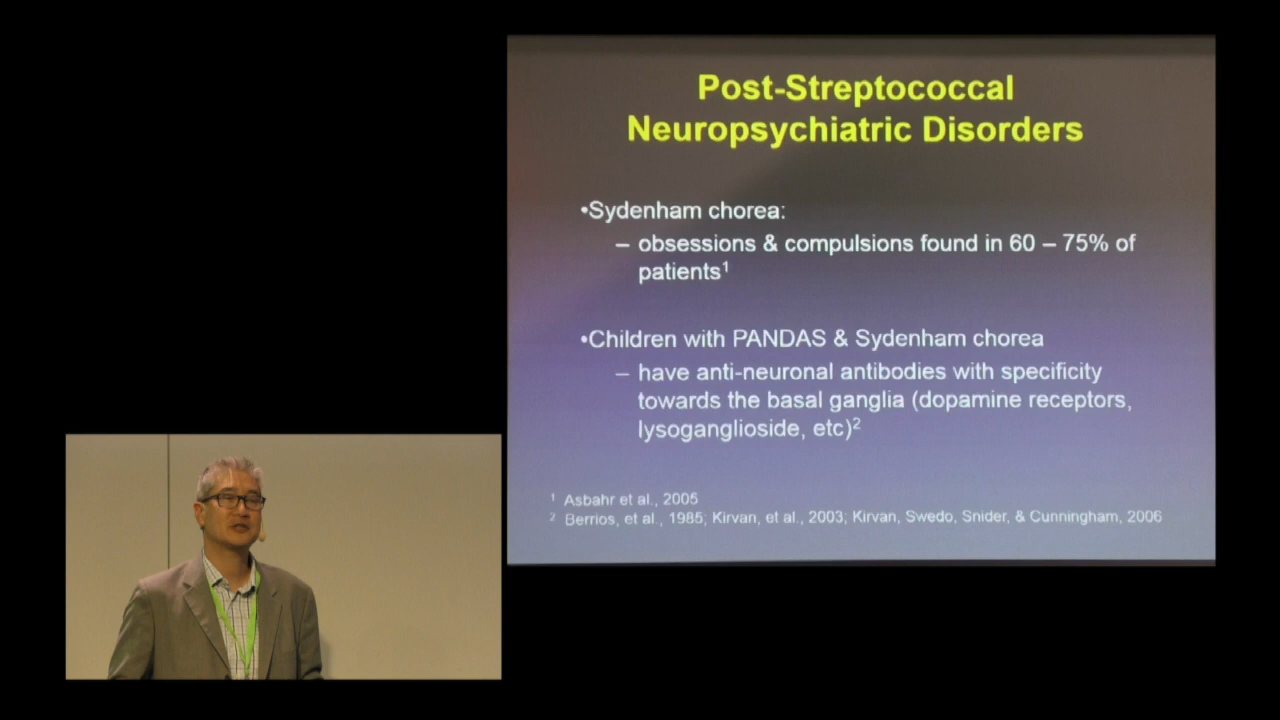 Post-Streptococcal
Neuropsychiatric Disorders
•Sydenham chorea:
– obsessions & compulsions found in 60 – 75% of
patients¹
•Children with PANDAS & Sydenham chorea
– have anti-neuronal antibodies with specificity
towards the basal ganglia (dopamine receptors,
lysoganglioside, etc)²
¹ Asbahr et al., 2005
² Berrios, et al., 1985; Kirvan, et al., 2003; Kirvan, Swedo, Snider, & Cunningham, 2006